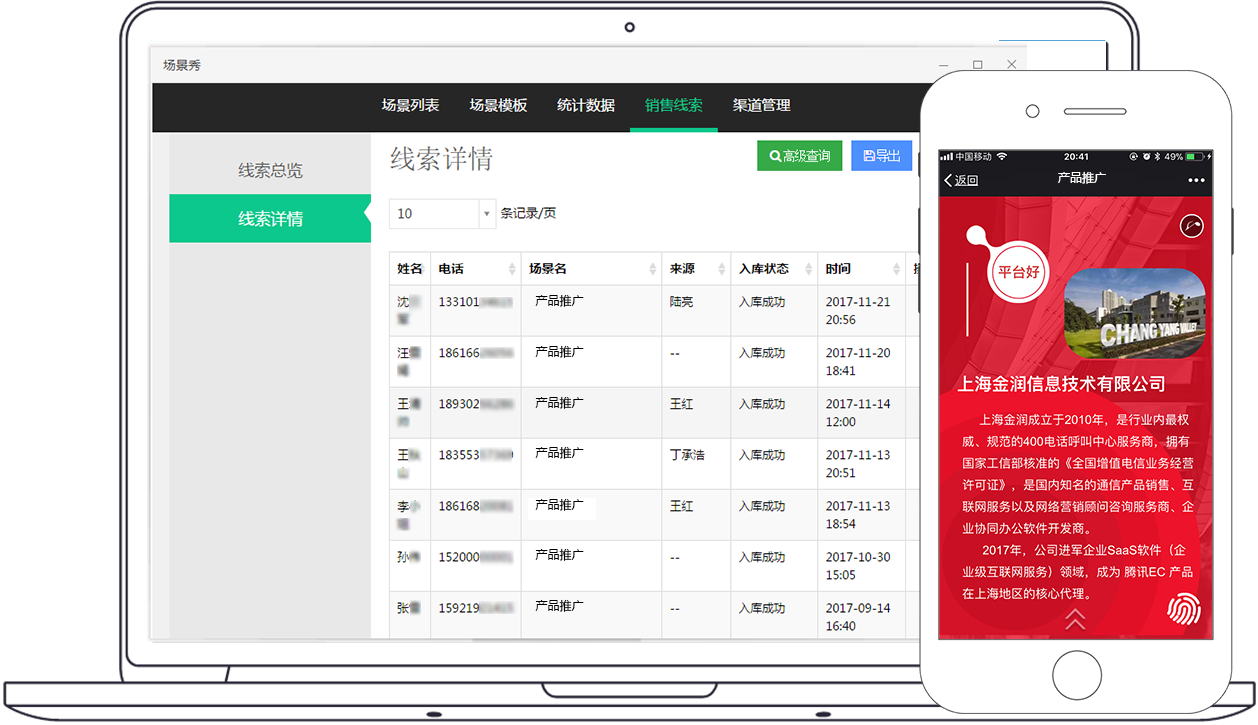 场景秀
场景列表 场景模板 统计数据 销售线索 渠道管理
线索总览
线索详情
线索详情
高级查询 导出
10 条记录/页
姓名 电话 场景名 来源 入库状态 时间
沈 133101 产品推广 陆亮 入库成功 2017-11-21
20:56
汪 186166 产品推广 -- 入库成功 2017-11-20
18:41
王 189302 产品推广 王红 入库成功 2017-11-14
12:00
王 183553 产品推广 丁承浩 入库成功 2017-11-13
20:51
李小 186168 产品推广 王红 入库成功 2017-11-13
18:54
孙 152000 产品推广 -- 入库成功 2017-10-30
15:05
张 159219 产品推广 -- 入库成功 2017-09-14
16:40
中国移动 20:41 49%
返回 产品推广
平台好
CHANG YANG VALLEY
上海金润信息技术有限公司
上海金润成立于2010年，是行业内最权
威、规范的400电话呼叫中心服务商，拥有
国家工信部核准的《全国增值电信业务经营
许可证》，是国内知名的通信产品销售、互
联网服务以及网络营销顾问咨询服务商、企
业协同办公软件开发商。
2017年，公司进军企业SaaS软件（企
业级互联网服务）领域，成为 腾讯EC 产品
在上海地区的核心代理。